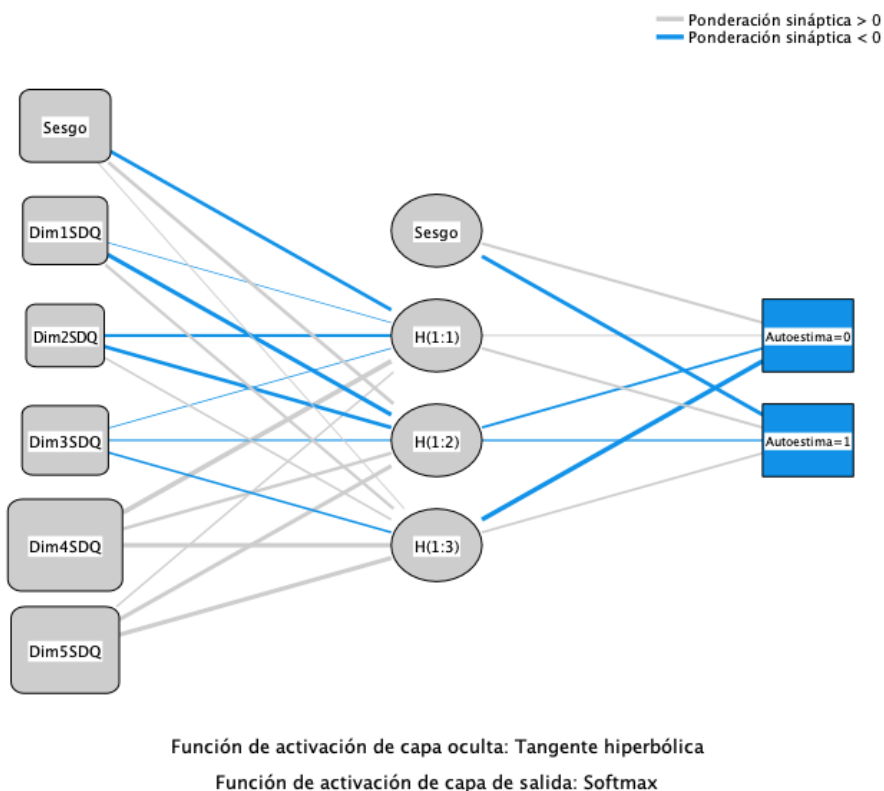 Ponderación sináptica > 0
Ponderación sináptica < 0
Sesgo
Dim1SDQ
Dim2SDQ
Dim3SDQ
Dim4SDQ
Dim5SDQ
Sesgo
H(1:1)
H(1:2)
H(1:3)
Autoestima=0
Autoestima=1
Función de activación de capa oculta: Tangente hiperbólica
Función de activación de capa de salida: Softmax